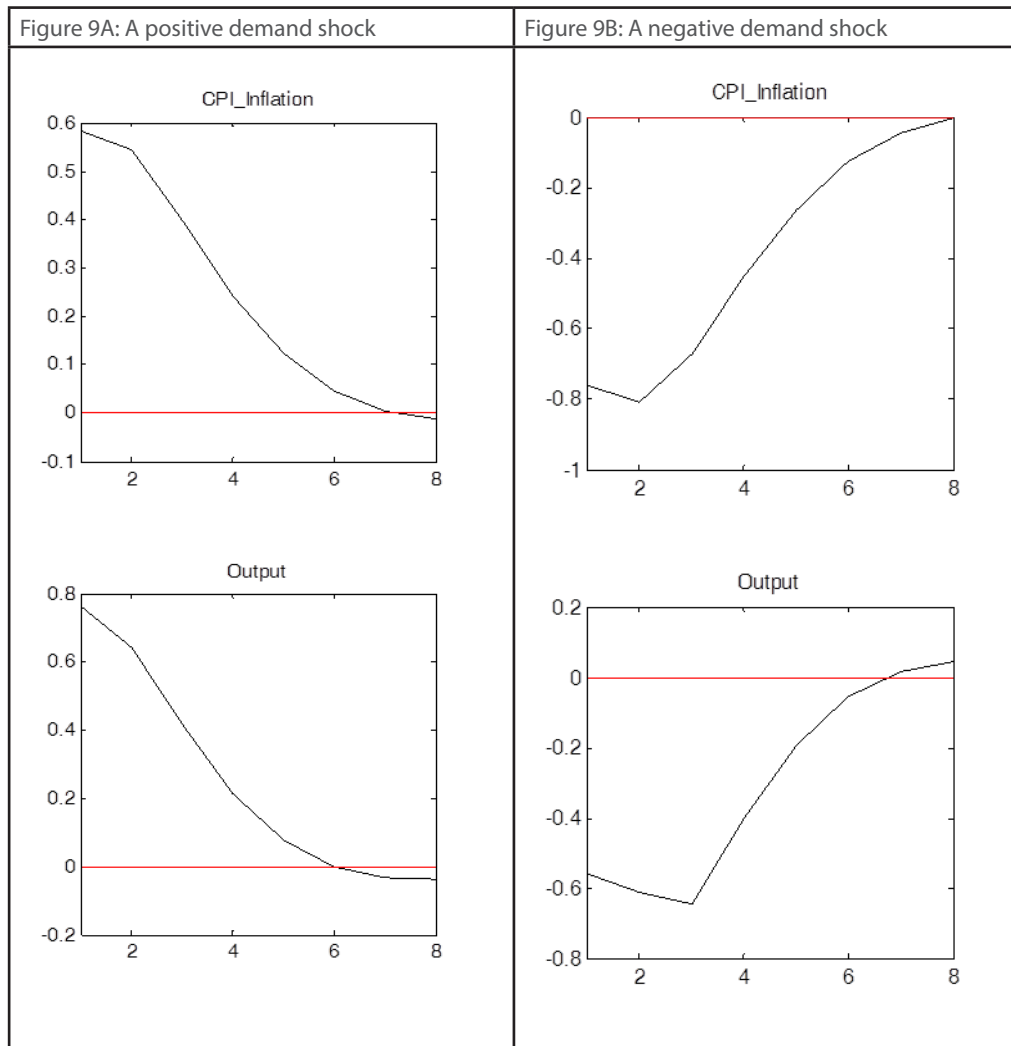 Figure 9A: A positive demand shock
Figure 9B: A negative demand shock
CPI_Inflation
0.6
0.5
0.4
0.3
0.2
0.1
0
-0.1
2 4 6 8
CPI_Inflation
0
-0.2
-0.4
-0.6
-0.8
-1
2 4 6 8
Output
0.8
0.6
0.4
0.2
0
-0.2
2 4 6 8
Output
0.2
0
-0.2
-0.4
-0.6
-0.8
2 4 6 8